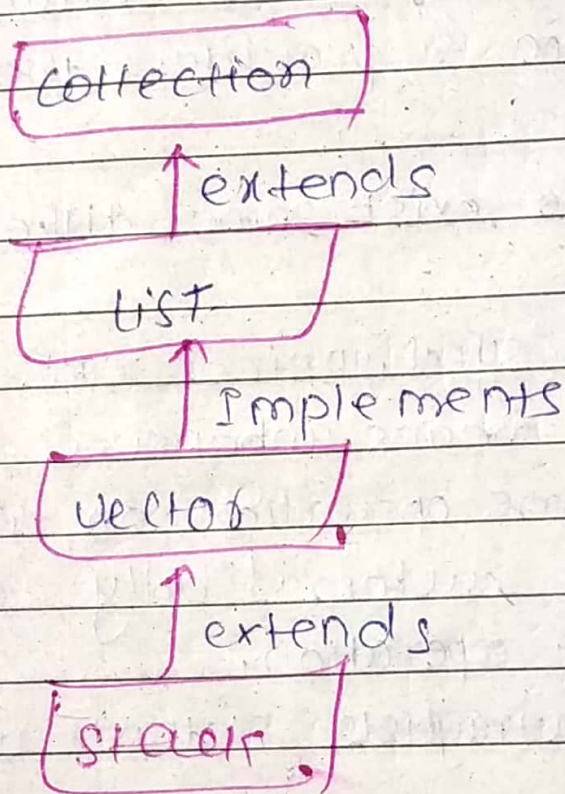 Collection
extends
List
Implements
Vector
extends
Stack